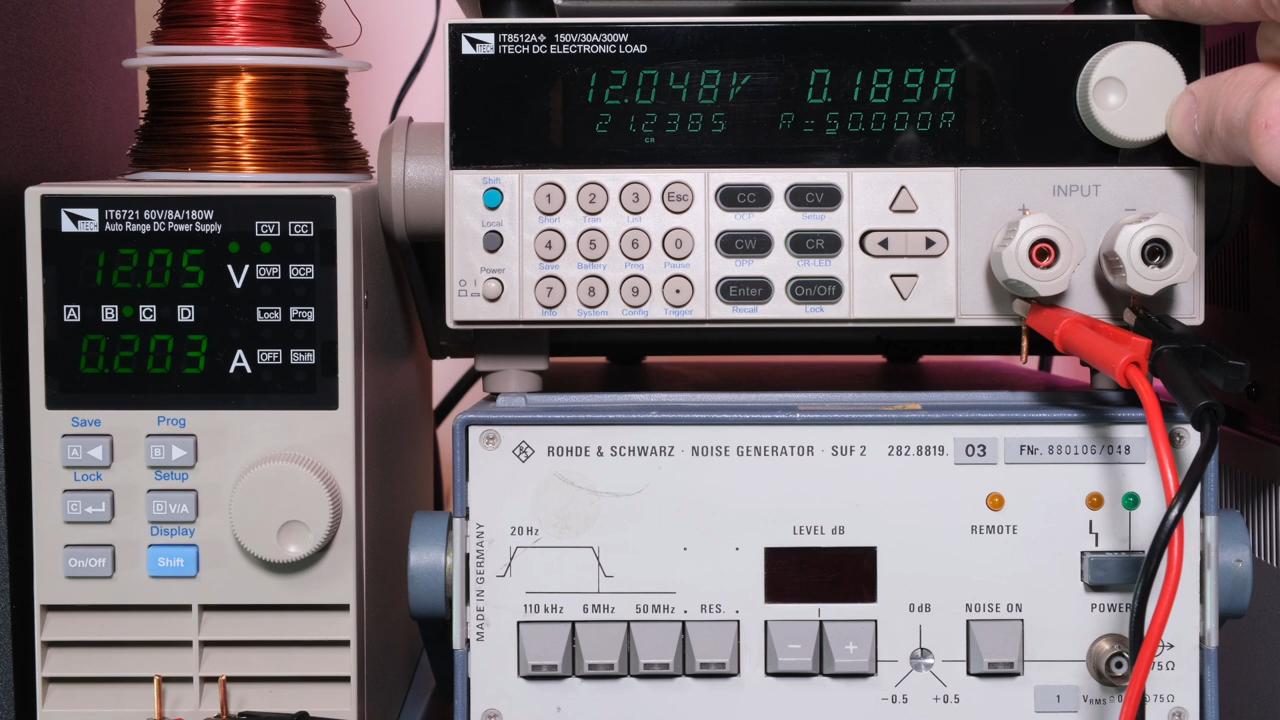 IT8512A+ 150V/30A/300W
ITECH
ITECH DC ELECTRONIC LOAD
12.048V 0.189A
21.2385 R=50.000R
CR
Shift
Local
Power
1 2 3 Esc
Short Tran List
4 5 6 0
Save Battery Prog Pause
7 8 9 •
Info System Config Trigger
CC CV
OCP Setup
CW CR
OPP CR-LED
Enter On/Off
Recall Lock
INPUT
+ −
ITECH
IT6721 60V/8A/180W
Auto Range DC Power Supply
CV CC
12.05 V
OVP OCP
A B C D
Lock Prog
0.203 A
OFF Shift
Save Prog
A B
Lock Setup
C D V/A
Display
On/Off Shift
ROHDE & SCHWARZ · NOISE GENERATOR · SUF 2 282.8819. 03 FNr. 880106/048
MADE IN GERMANY
20 Hz
LEVEL dB
REMOTE
110 kHz 6 MHz 50 MHz RES.
0 dB
NOISE ON
POWER
− +
-0.5 +0.5
75 Ω
1
75 Ω